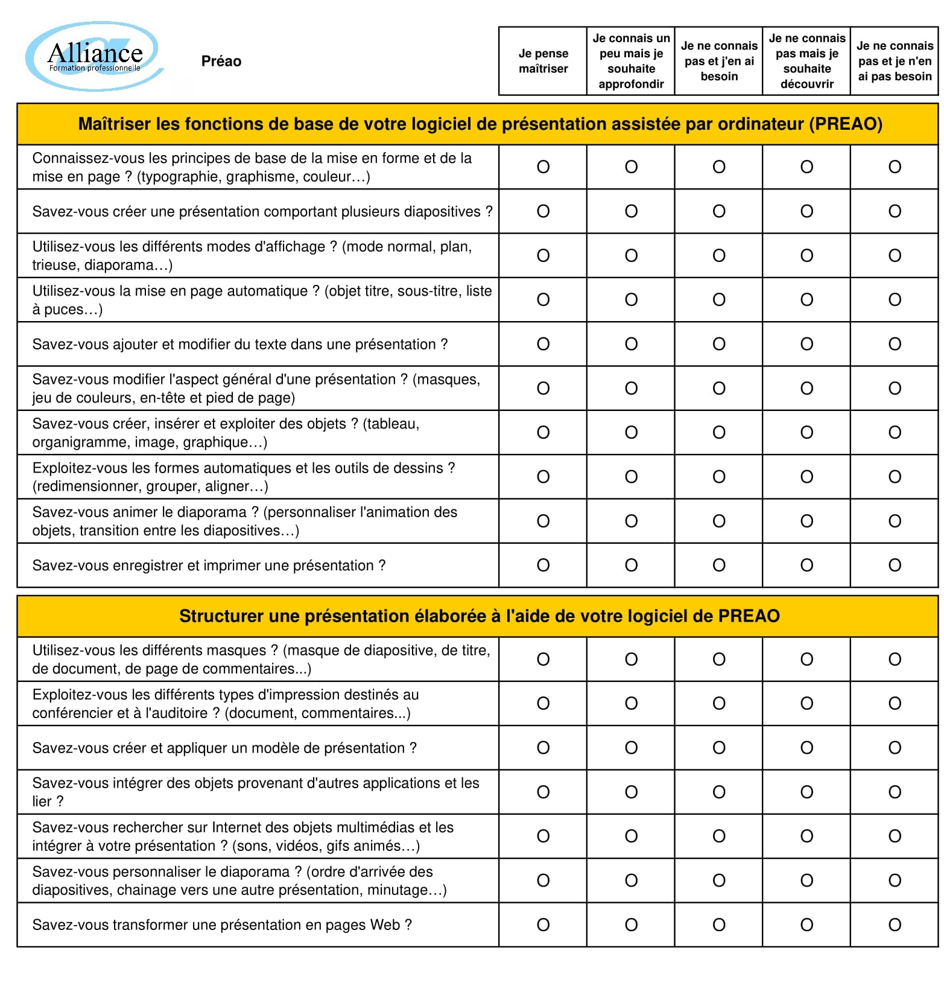 Alliance
Formation professionnelle
Préao
Je pense
maîtriser
Je connais un
peu mais je
souhaite
approfondir
Je ne connais
pas et j'en ai
besoin
Je ne connais
pas mais je
souhaite
découvrir
Je ne connais
pas et je n'en
ai pas besoin
Maîtriser les fonctions de base de votre logiciel de présentation assistée par ordinateur (PREAO)
Connaissez-vous les principes de base de la mise en forme et de la
mise en page ? (typographie, graphisme, couleur…)
O O O O O
Savez-vous créer une présentation comportant plusieurs diapositives ?
O O O O O
Utilisez-vous les différents modes d'affichage ? (mode normal, plan,
trieuse, diaporama…)
O O O O O
Utilisez-vous la mise en page automatique ? (objet titre, sous-titre, liste
à puces…)
O O O O O
Savez-vous ajouter et modifier du texte dans une présentation ?
O O O O O
Savez-vous modifier l'aspect général d'une présentation ? (masques,
jeu de couleurs, en-tête et pied de page)
O O O O O
Savez-vous créer, insérer et exploiter des objets ? (tableau,
organigramme, image, graphique…)
O O O O O
Exploitez-vous les formes automatiques et les outils de dessins ?
(redimensionner, grouper, aligner…)
O O O O O
Savez-vous animer le diaporama ? (personnaliser l'animation des
objets, transition entre les diapositives…)
O O O O O
Savez-vous enregistrer et imprimer une présentation ?
O O O O O
Structurer une présentation élaborée à l'aide de votre logiciel de PREAO
Utilisez-vous les différents masques ? (masque de diapositive, de titre,
de document, de page de commentaires...)
O O O O O
Exploitez-vous les différents types d'impression destinés au
conférencier et à l'auditoire ? (document, commentaires...)
O O O O O
Savez-vous créer et appliquer un modèle de présentation ?
O O O O O
Savez-vous intégrer des objets provenant d'autres applications et les
lier ?
O O O O O
Savez-vous rechercher sur Internet des objets multimédias et les
intégrer à votre présentation ? (sons, vidéos, gifs animés…)
O O O O O
Savez-vous personnaliser le diaporama ? (ordre d'arrivée des
diapositives, chainage vers une autre présentation, minutage…)
O O O O O
Savez-vous transformer une présentation en pages Web ?
O O O O O